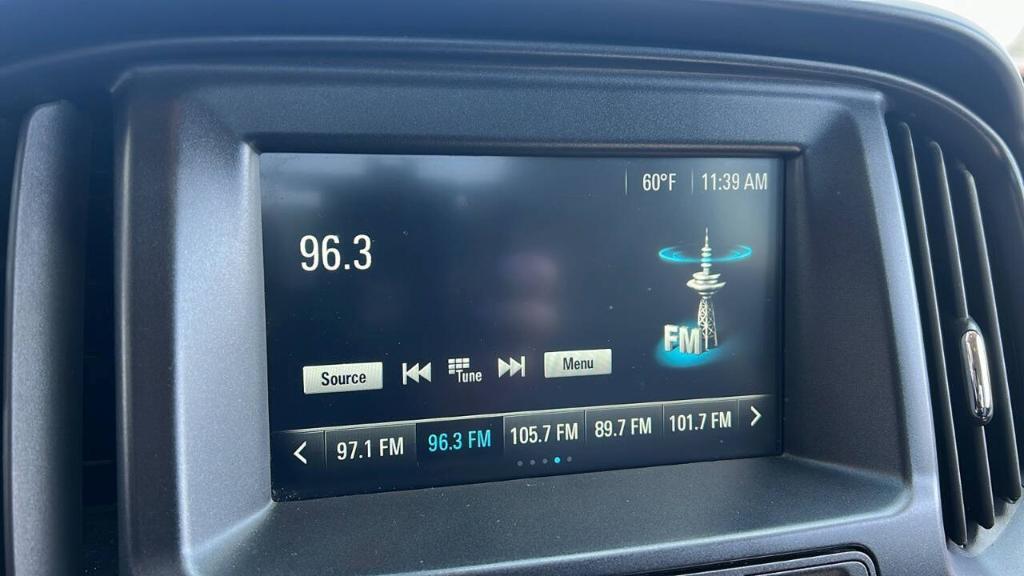 60°F 11:39 AM
96.3
FM
Source Tune Menu
97.1 FM 96.3 FM 105.7 FM 89.7 FM 101.7 FM